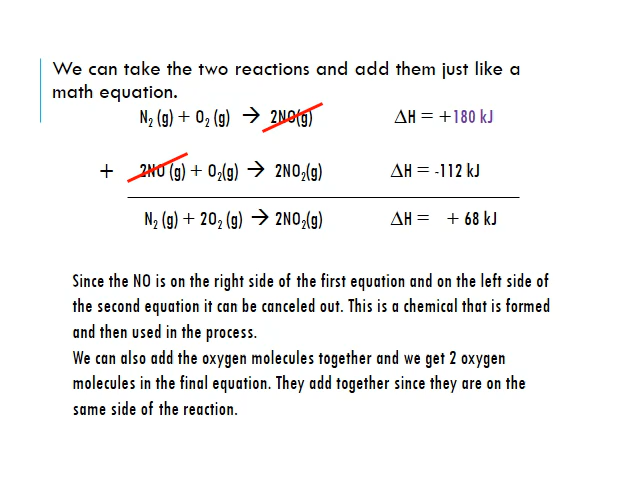 We can take the two reactions and add them just like a
math equation.
N₂ (g) + O₂ (g) → 2NO(g) ΔH = +180 kJ
+ 2NO (g) + O₂(g) → 2NO₂(g) ΔH = -112 kJ
N₂ (g) + 2O₂ (g) → 2NO₂(g) ΔH = + 68 kJ
Since the NO is on the right side of the first equation and on the left side of
the second equation it can be canceled out. This is a chemical that is formed
and then used in the process.
We can also add the oxygen molecules together and we get 2 oxygen
molecules in the final equation. They add together since they are on the
same side of the reaction.